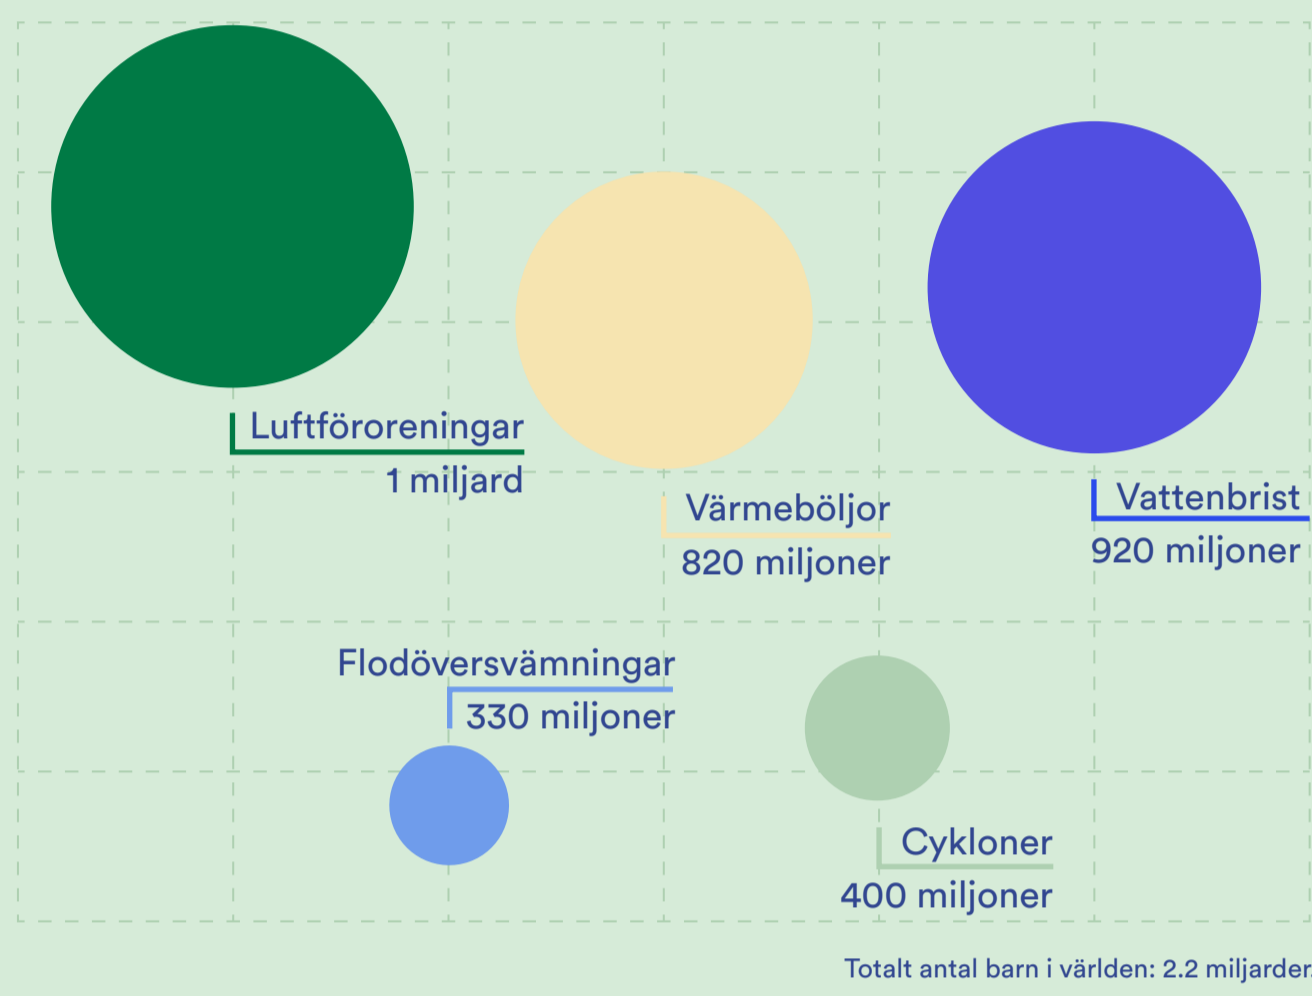 Luftföroreningar
1 miljard
Värmeböljor
820 miljoner
Vattenbrist
920 miljoner
Flodöversvämningar
330 miljoner
Cykloner
400 miljoner
Totalt antal barn i världen: 2.2 miljarder.